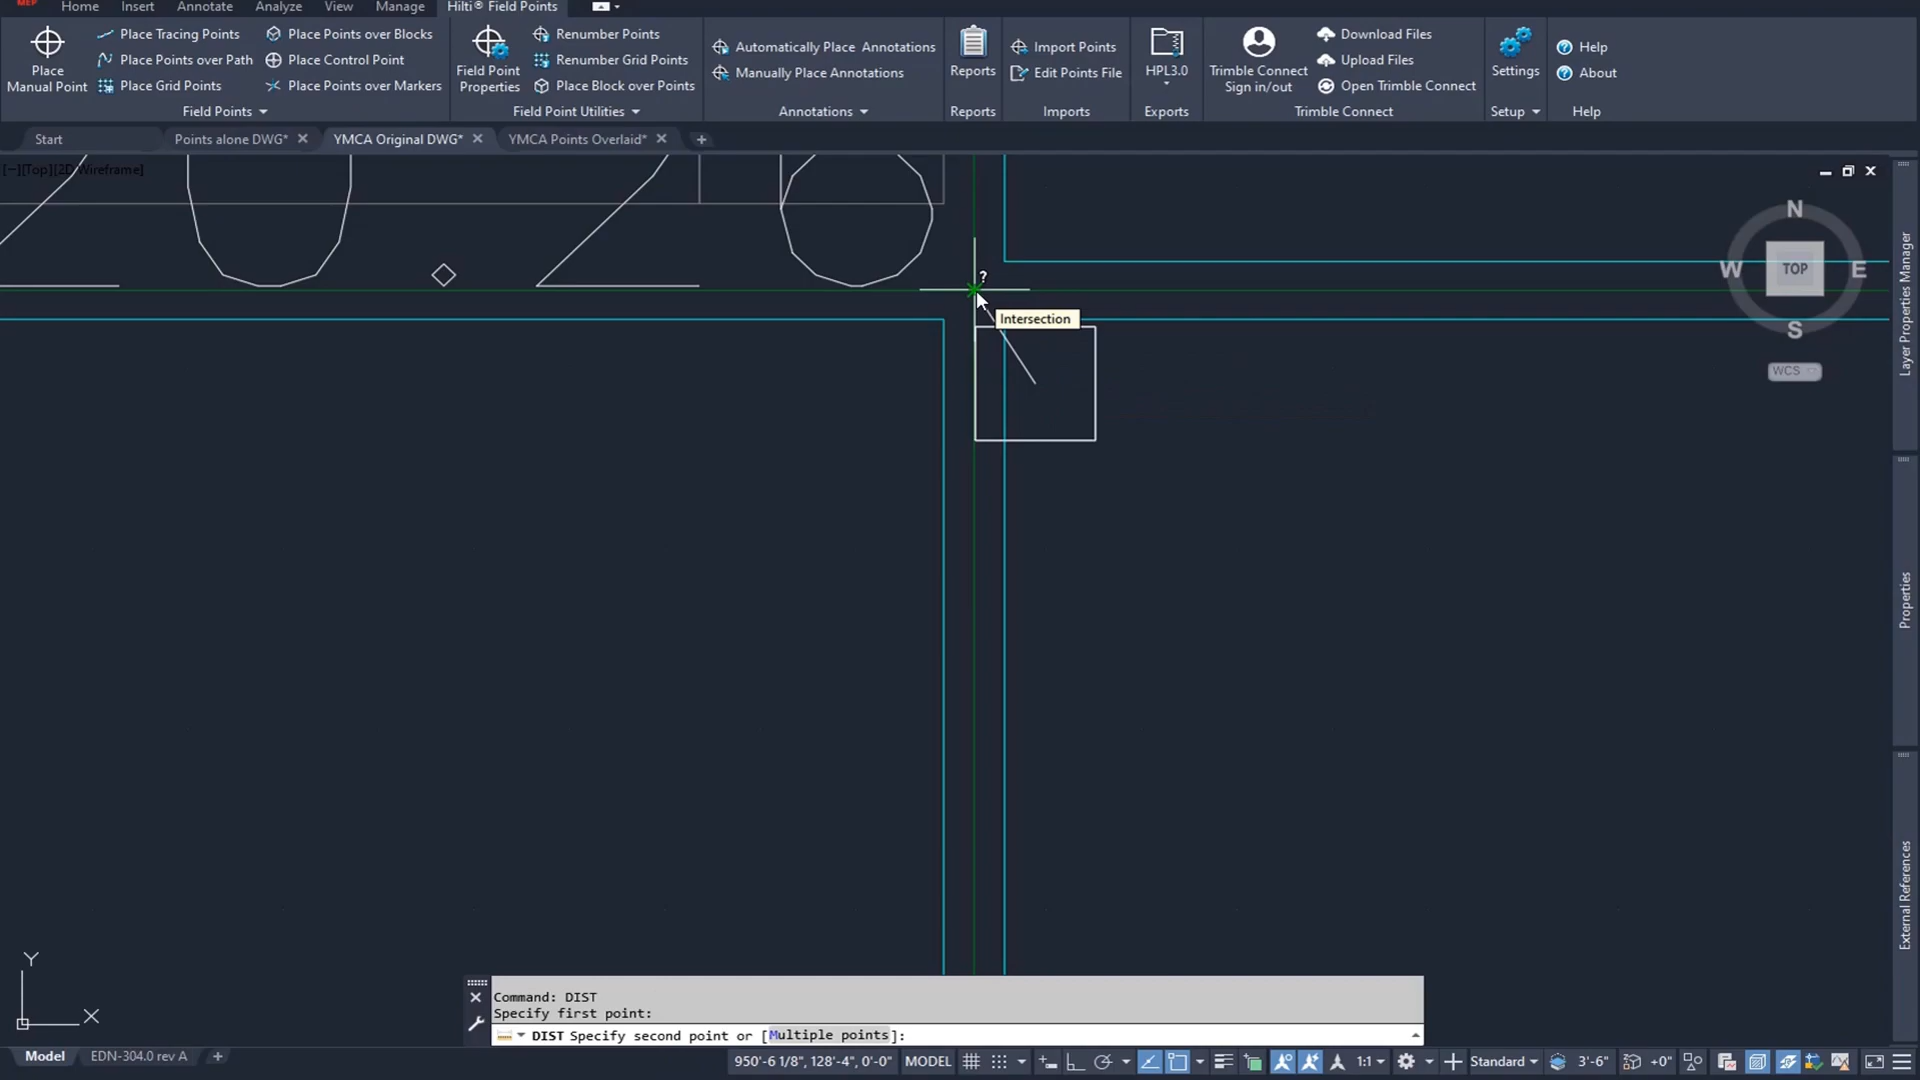 MEP
Home Insert Annotate Analyze View Manage Hilti® Field Points
Place Manual Point
Place Tracing Points
Place Points over Path
Place Grid Points
Place Points over Blocks
Place Control Point
Place Points over Markers
Field Points
Field Point Properties
Renumber Points
Renumber Grid Points
Place Block over Points
Field Point Utilities
Automatically Place Annotations
Manually Place Annotations
Annotations
Reports
Reports
Import Points
Edit Points File
Imports
HPL3.0
Exports
Trimble Connect Sign in/out
Download Files
Upload Files
Open Trimble Connect
Trimble Connect
Settings
Setup
Help
About
Help
Start Points alone DWG* YMCA Original DWG* YMCA Points Overlaid*
[−][Top][2D Wireframe]
N
W TOP E
S
WCS
?
Intersection
Layer Properties Manager
Properties
External References
Y
X
Command: DIST
Specify first point:
DIST Specify second point or [Multiple points]:
Model EDN-304.0 rev A
950'-6 1/8", 128'-4", 0'-0" MODEL 1:1 Standard 3'-6" +0"